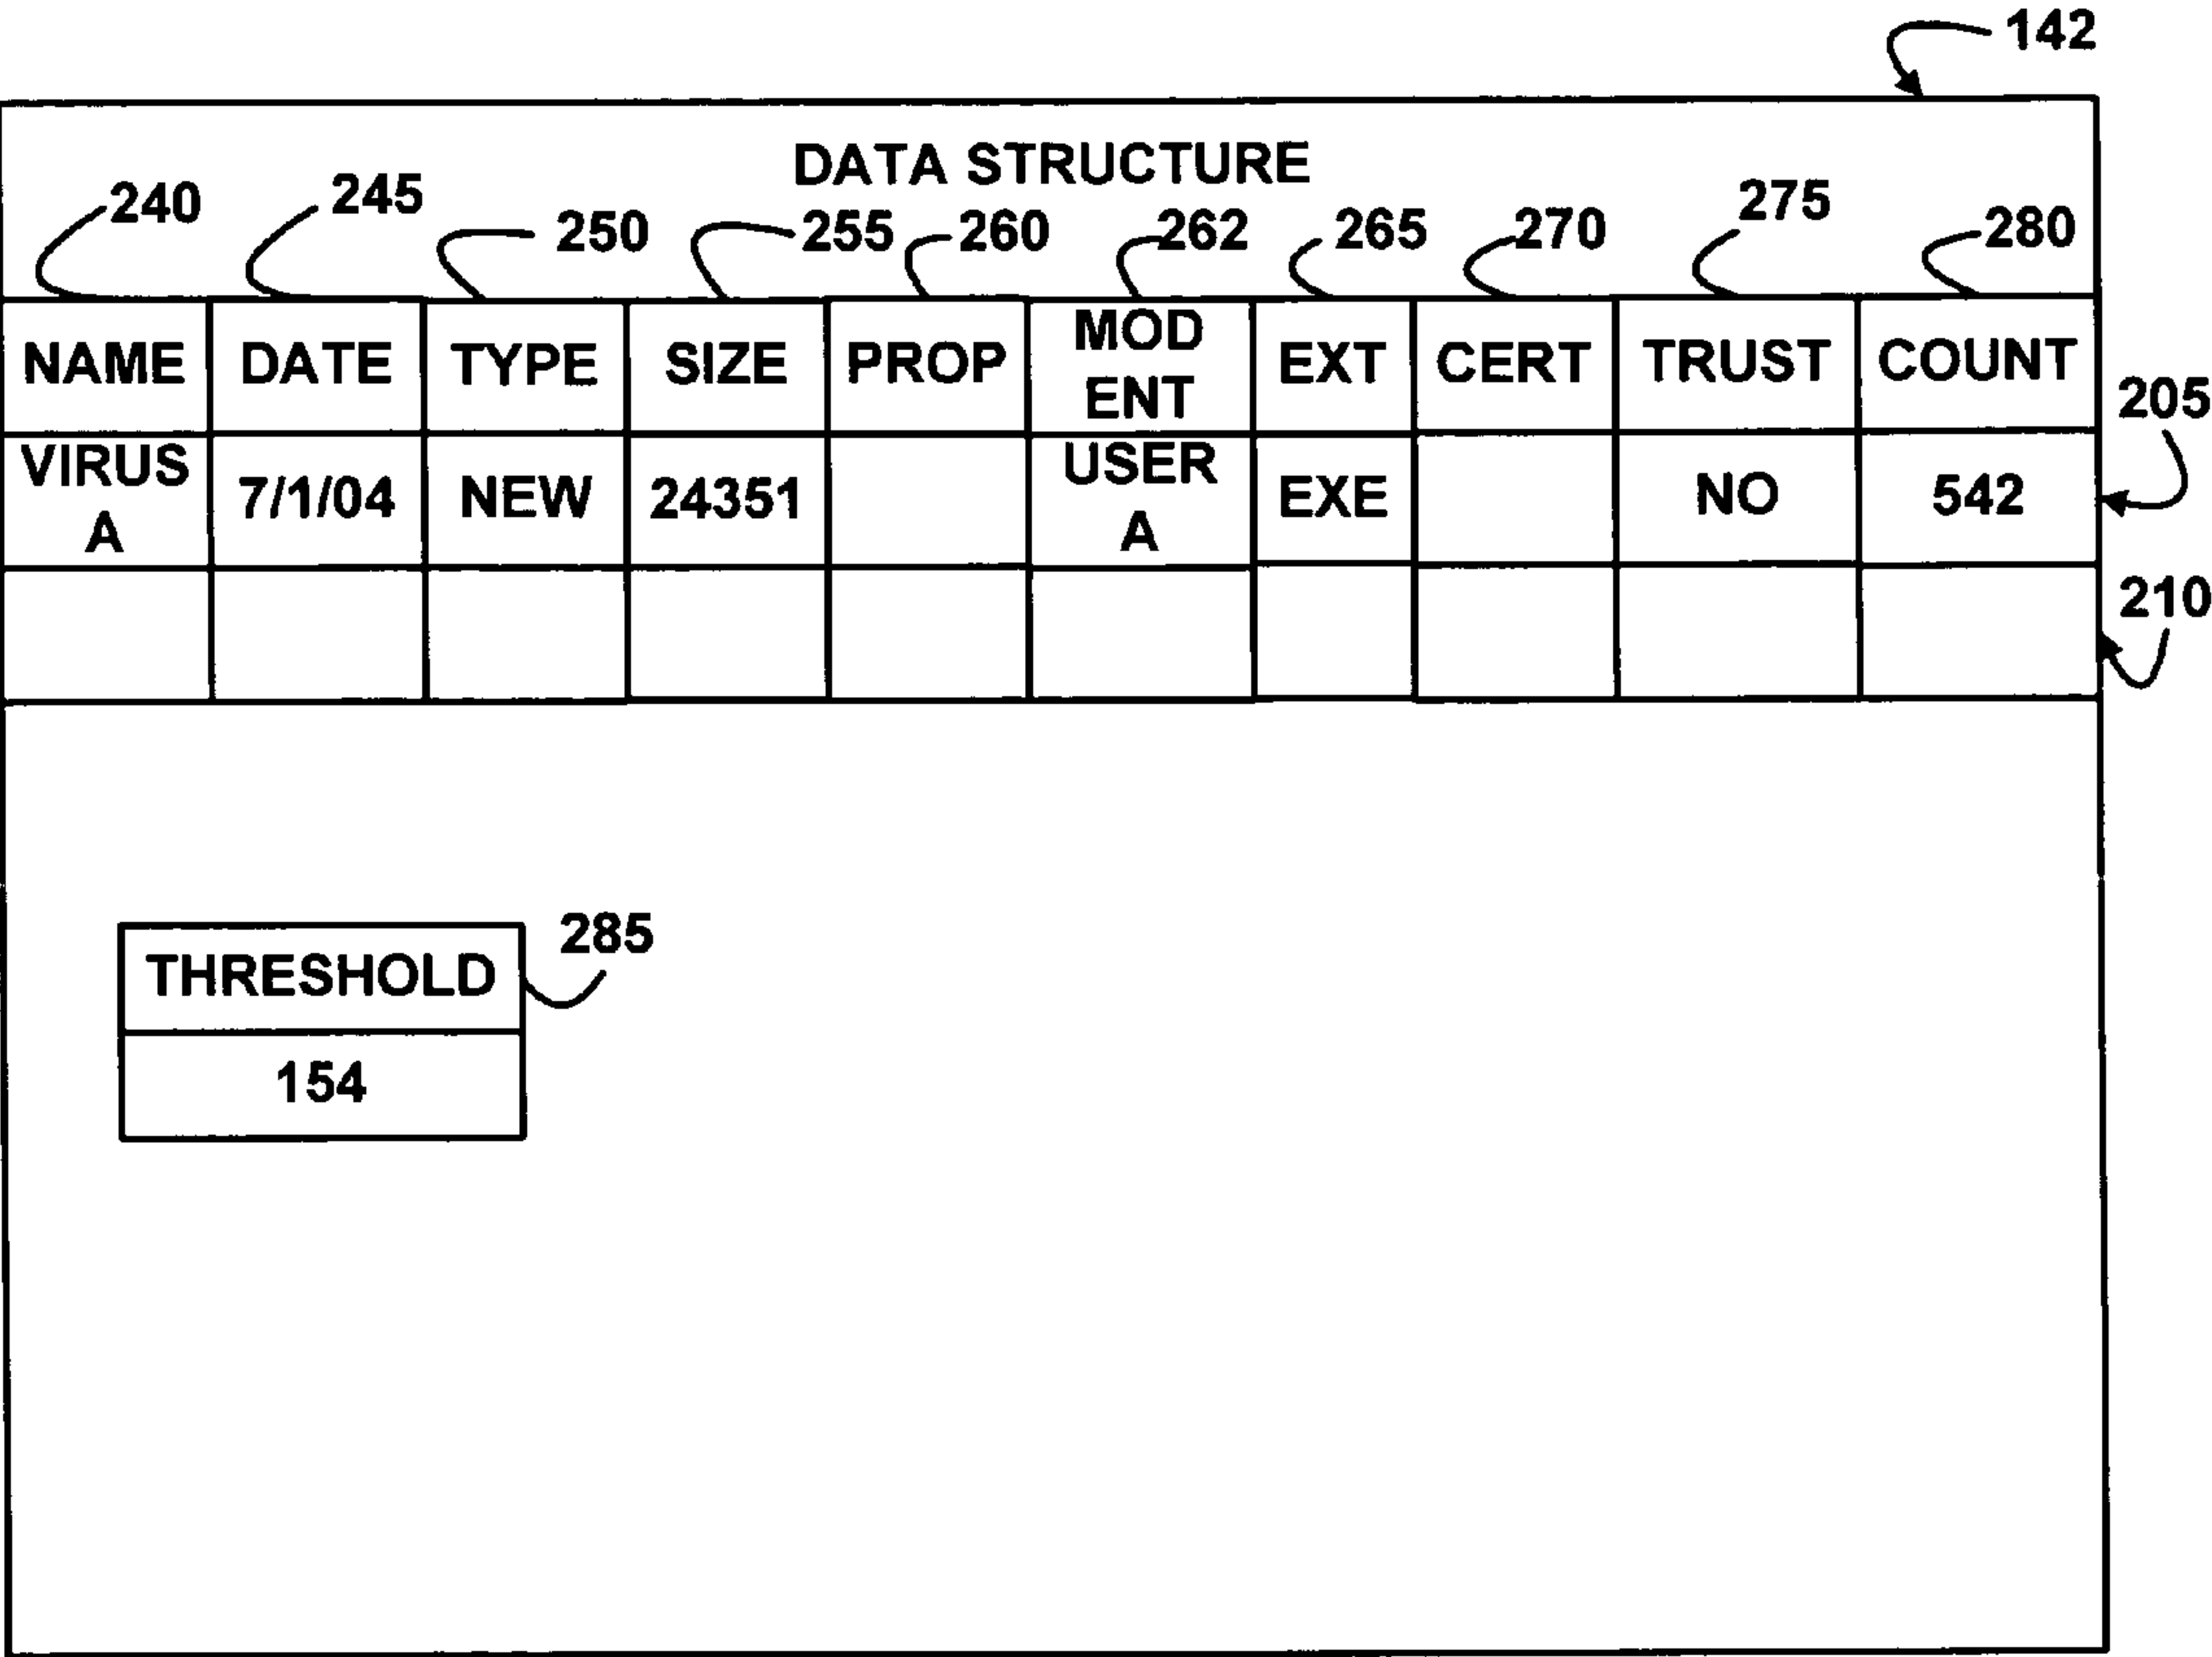 142
DATA STRUCTURE
240 245 250 255 260 262 265 270 275 280
NAME DATE TYPE SIZE PROP MOD ENT EXT CERT TRUST COUNT
205
VIRUS A 7/1/04 NEW 24351 USER A EXE NO 542
210
285
THRESHOLD
154